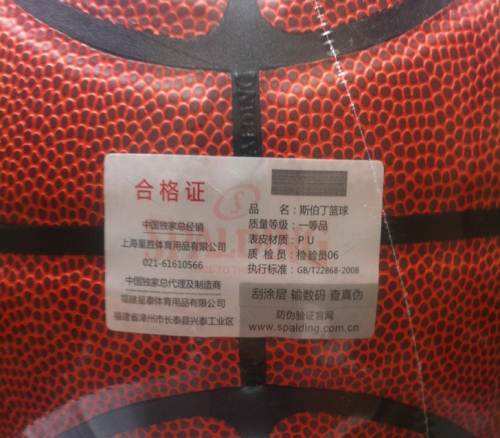 合格证
中国独家总经销
上海星胜体育用品有限公司
021-61610566
中国独家总代理及制造商
福建星泰体育用品有限公司
福建省漳州市长泰县兴泰工业区
品 名：斯伯丁篮球
质量等级：一等品
表皮材质：PU
质 检 员：检验员06
执行标准：GB/T22868-2008
刮涂层 输数码 查真伪
防伪验证官网
www.spalding.com.cn